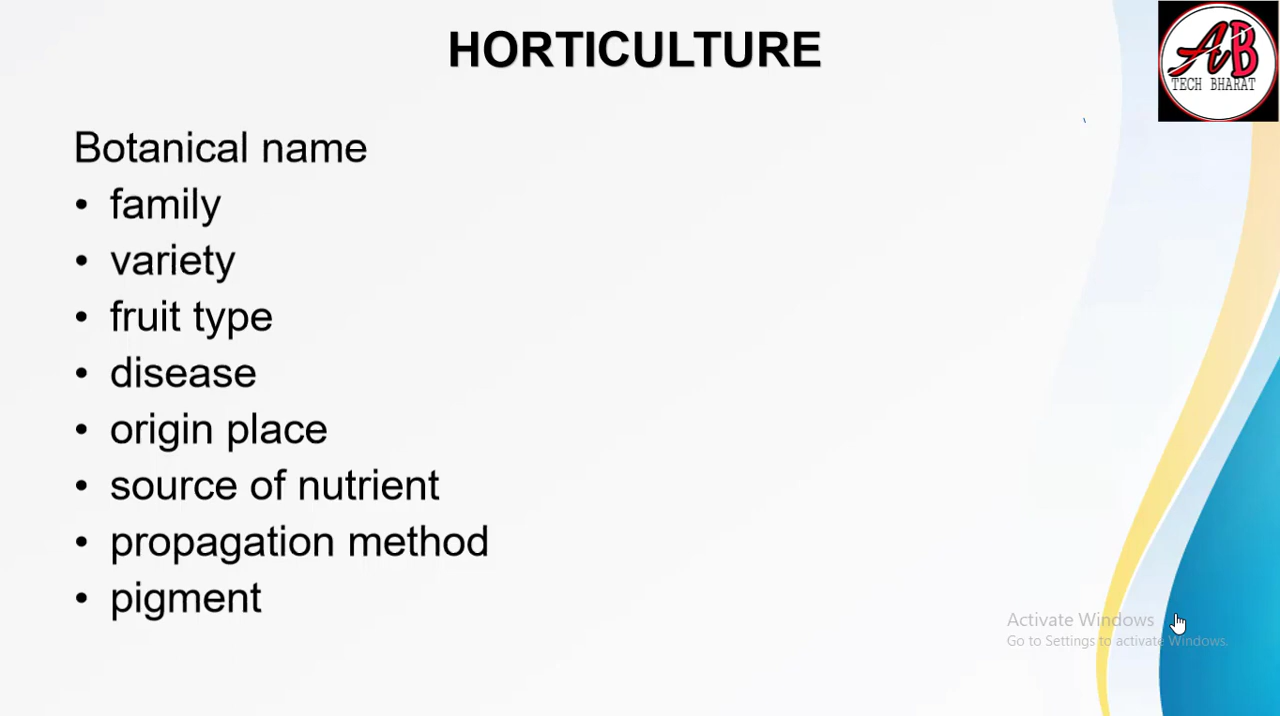 HORTICULTURE
AB
TECH BHARAT
Botanical name
• family
• variety
• fruit type
• disease
• origin place
• source of nutrient
• propagation method
• pigment
Activate Windows
Go to Settings to activate Windows.